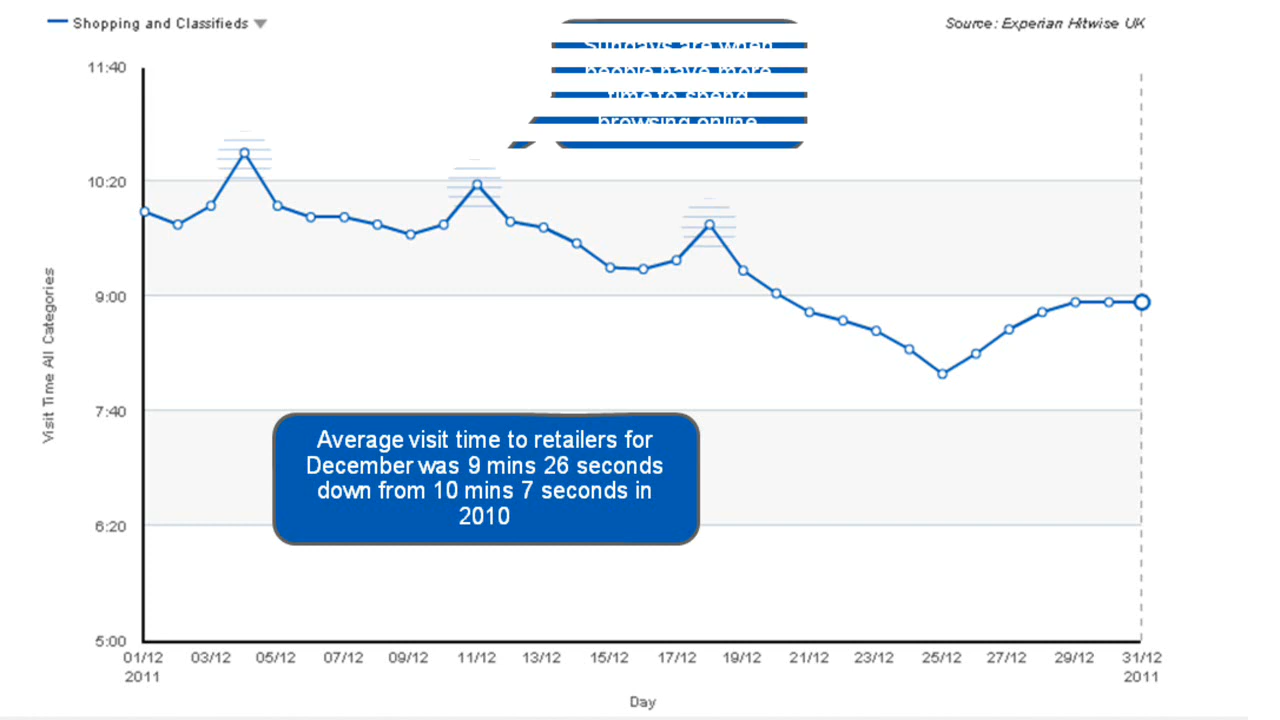 Shopping and Classifieds
Source: Experian Hitwise UK
Sundays are when
people have more
time to spend
browsing online
11:40
10:20
9:00
7:40
6:20
5:00
Visit Time All Categories
Average visit time to retailers for
December was 9 mins 26 seconds
down from 10 mins 7 seconds in
2010
01/12 03/12 05/12 07/12 09/12 11/12 13/12 15/12 17/12 19/12 21/12 23/12 25/12 27/12 29/12 31/12
2011 2011
Day